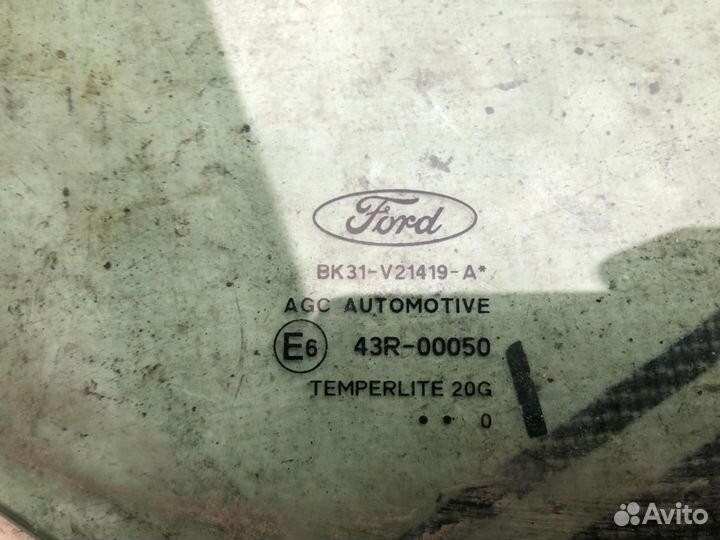 Ford
BK31-V21419-A*
AGC AUTOMOTIVE
E6 43R-00050
TEMPERLITE 20G
•• 0
Avito